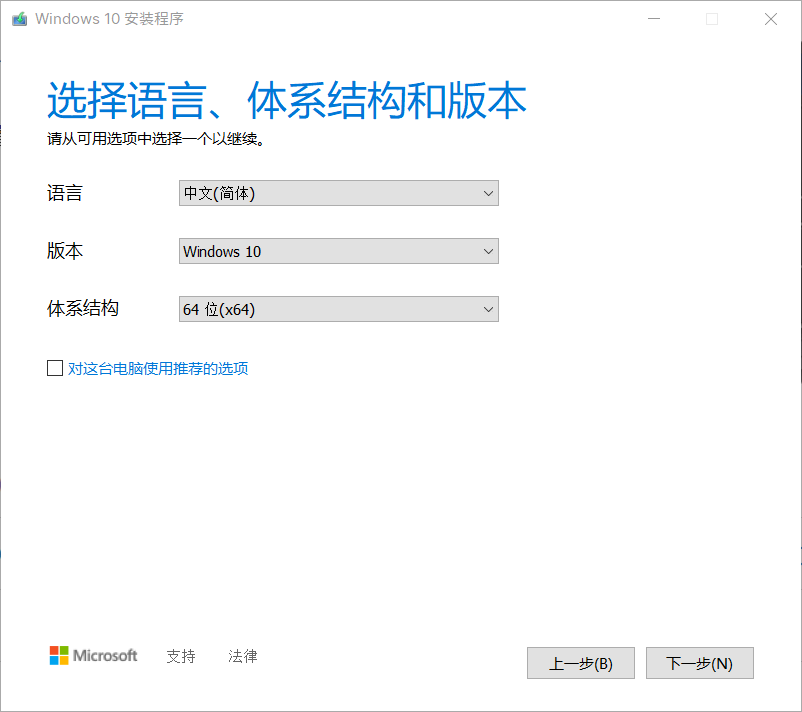 Windows 10 安装程序
选择语言、体系结构和版本
请从可用选项中选择一个以继续。
语言 中文(简体)
版本 Windows 10
体系结构 64 位(x64)
对这台电脑使用推荐的选项
Microsoft 支持 法律 上一步(B) 下一步(N)